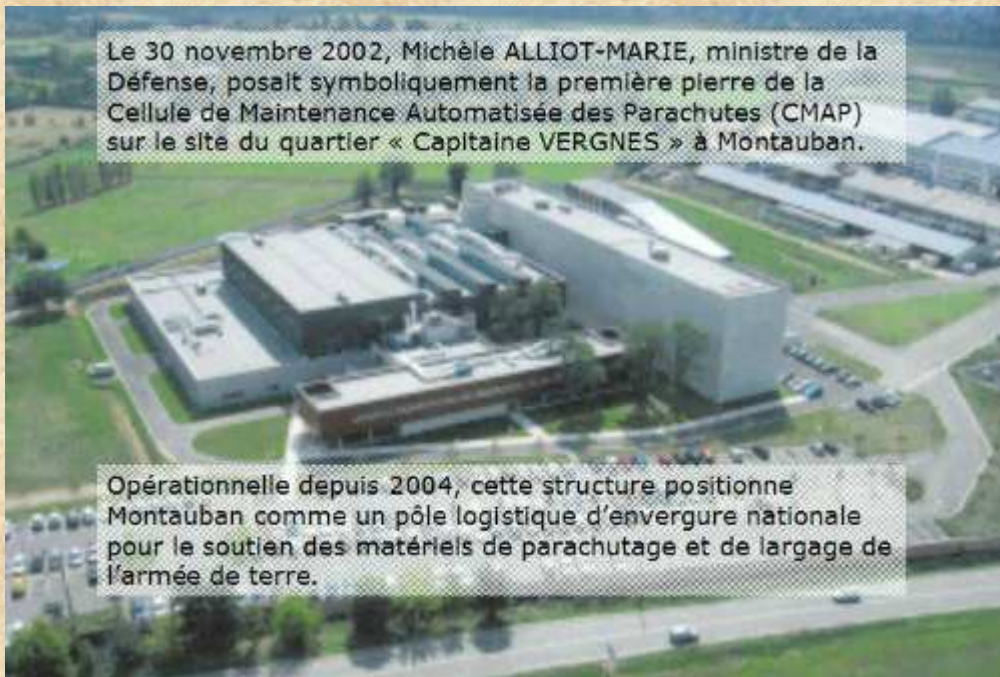 Le 30 novembre 2002, Michèle ALLIOT-MARIE, ministre de la
Défense, posait symboliquement la première pierre de la
Cellule de Maintenance Automatisée des Parachutes (CMAP)
sur le site du quartier « Capitaine VERGNES » à Montauban.
Opérationnelle depuis 2004, cette structure positionne
Montauban comme un pôle logistique d'envergure nationale
pour le soutien des matériels de parachutage et de largage de
l'armée de terre.